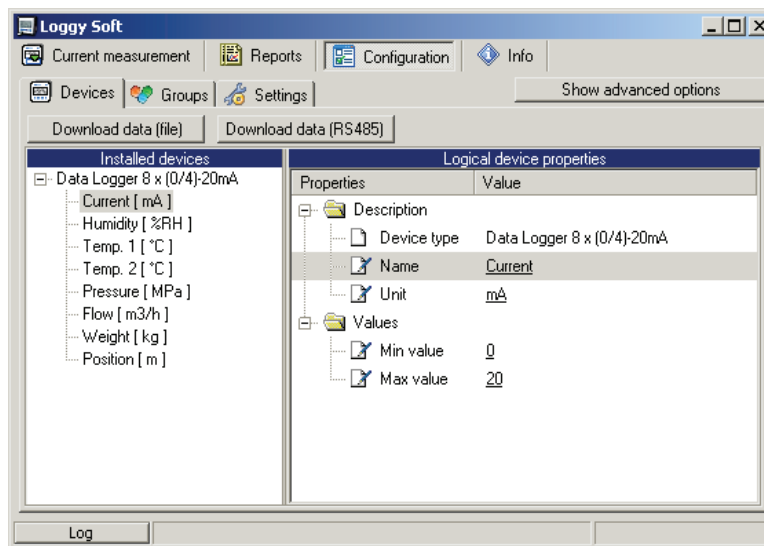 Loggy Soft
Current measurement Reports Configuration Info
Devices Groups Settings Show advanced options
Download data (file) Download data (RS485)
Installed devices
Data Logger 8 x (0/4)-20mA
Current [ mA ]
Humidity [ %RH ]
Temp. 1 [ °C ]
Temp. 2 [ °C ]
Pressure [ MPa ]
Flow [ m3/h ]
Weight [ kg ]
Position [ m ]
Logical device properties
Properties Value
Description
Device type Data Logger 8 x (0/4)-20mA
Name Current
Unit mA
Values
Min value 0
Max value 20
Log